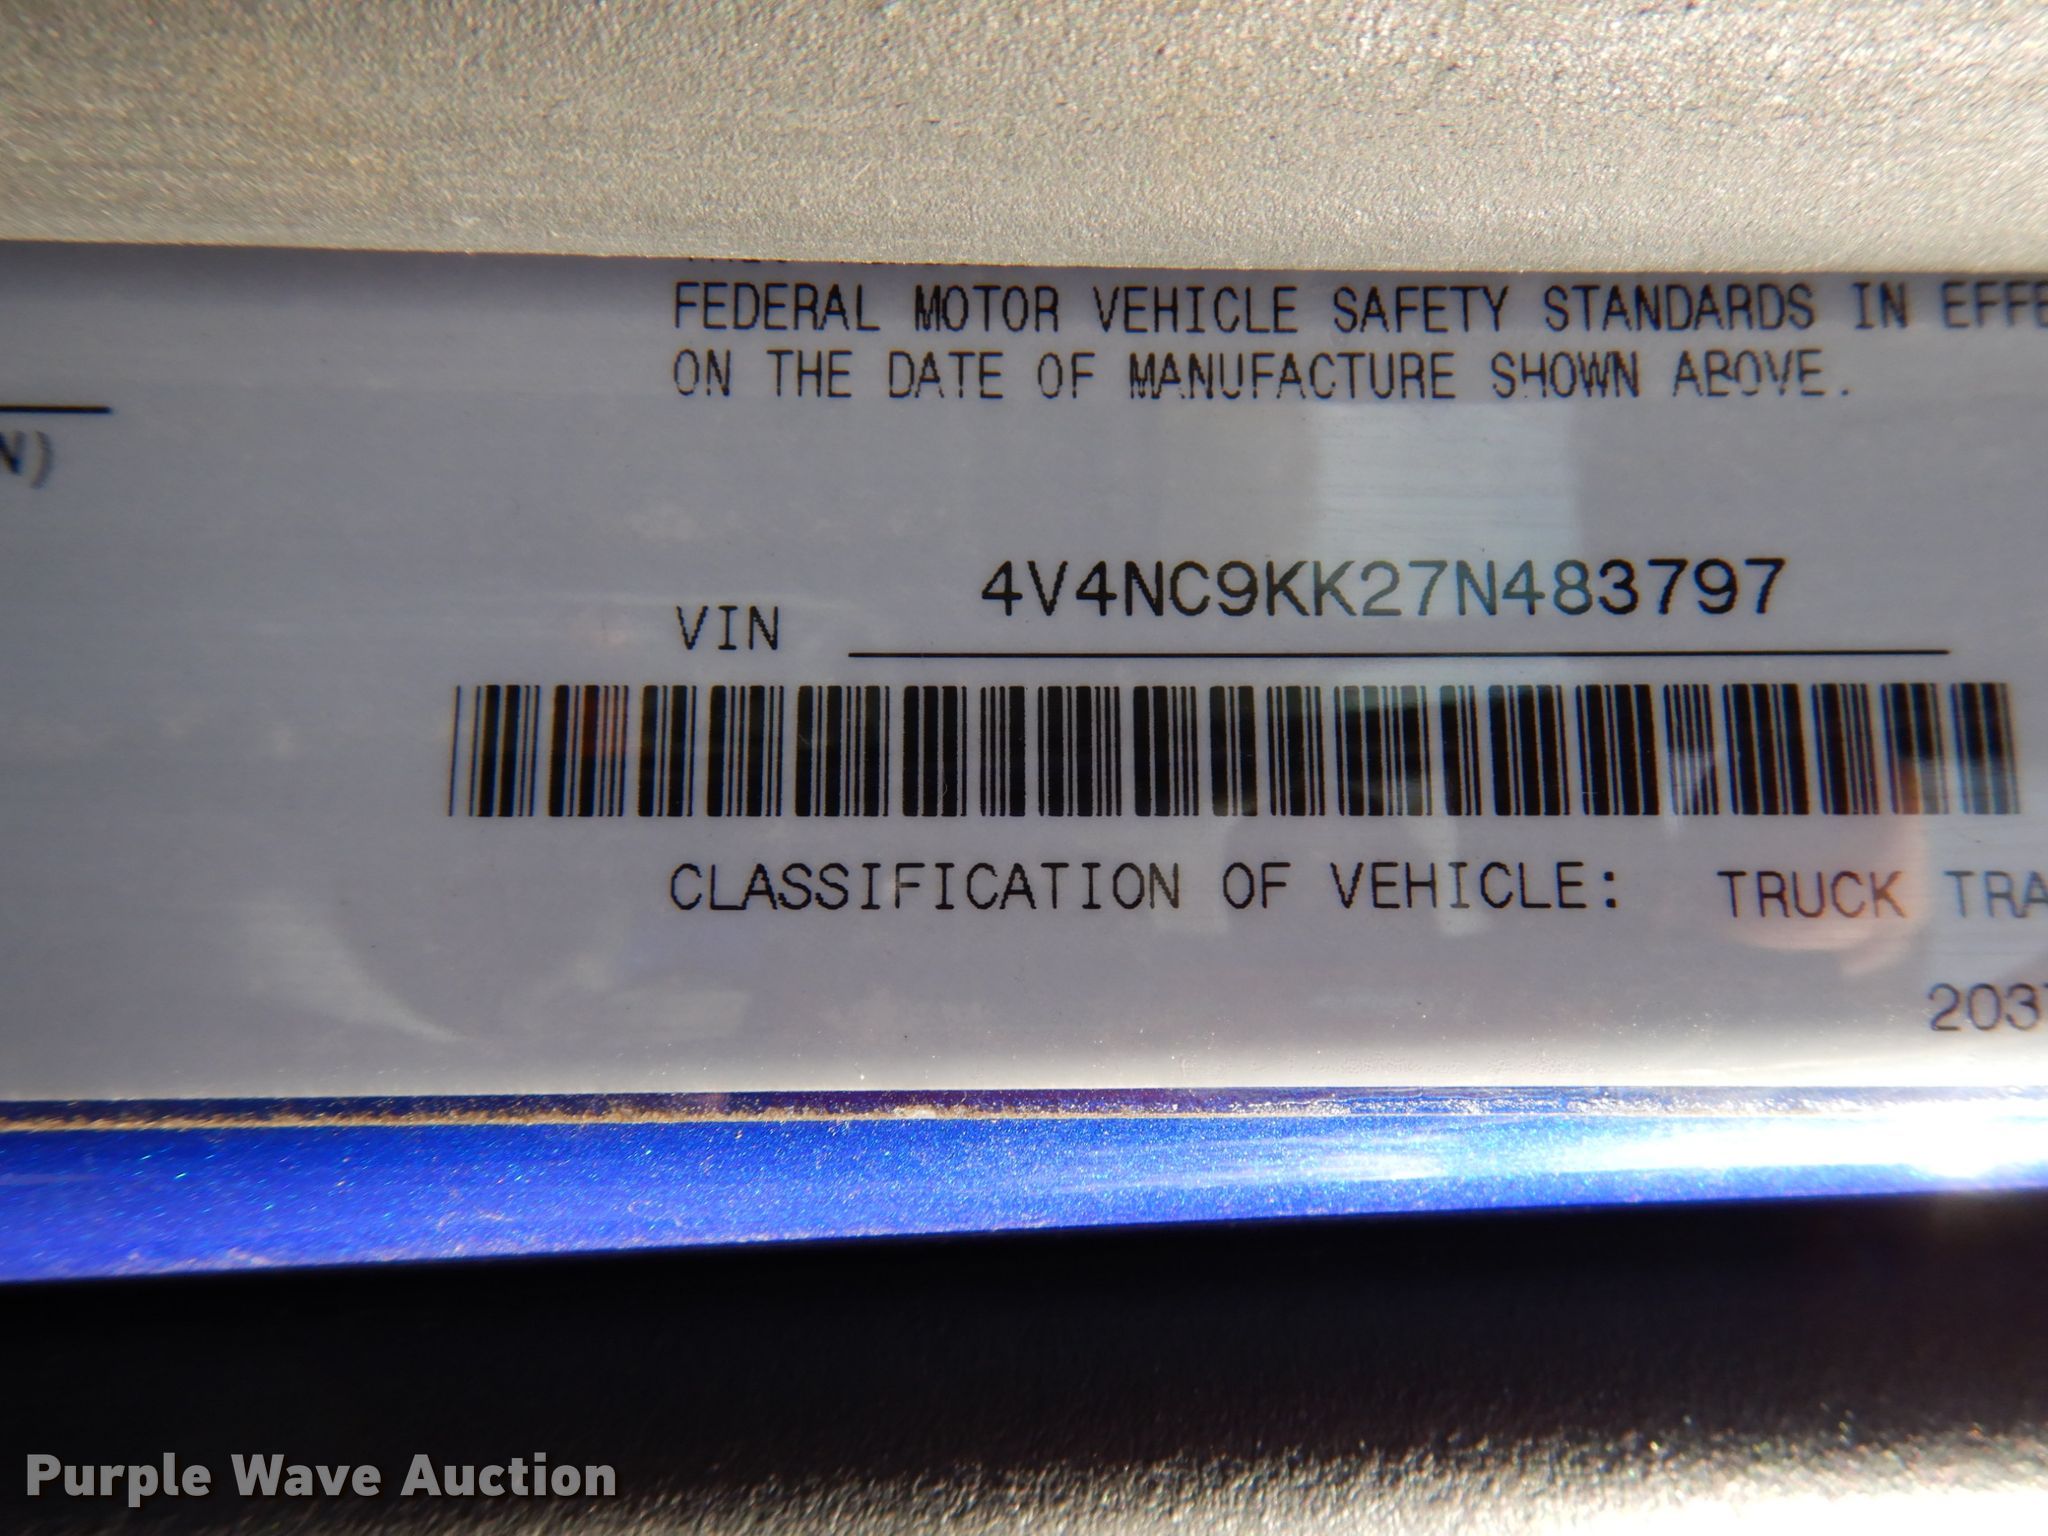 FEDERAL MOTOR VEHICLE SAFETY STANDARDS IN EFFE
ON THE DATE OF MANUFACTURE SHOWN ABOVE.
N)
4V4NC9KK27N483797
VIN
CLASSIFICATION OF VEHICLE: TRUCK TRA
2037
Purple Wave Auction